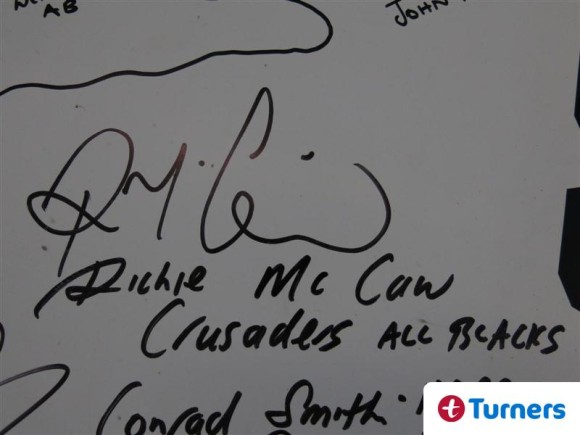 AB
JOHN
Richie Mc Caw
Crusaders ALL BLACKS
Conrad Smith
t Turners